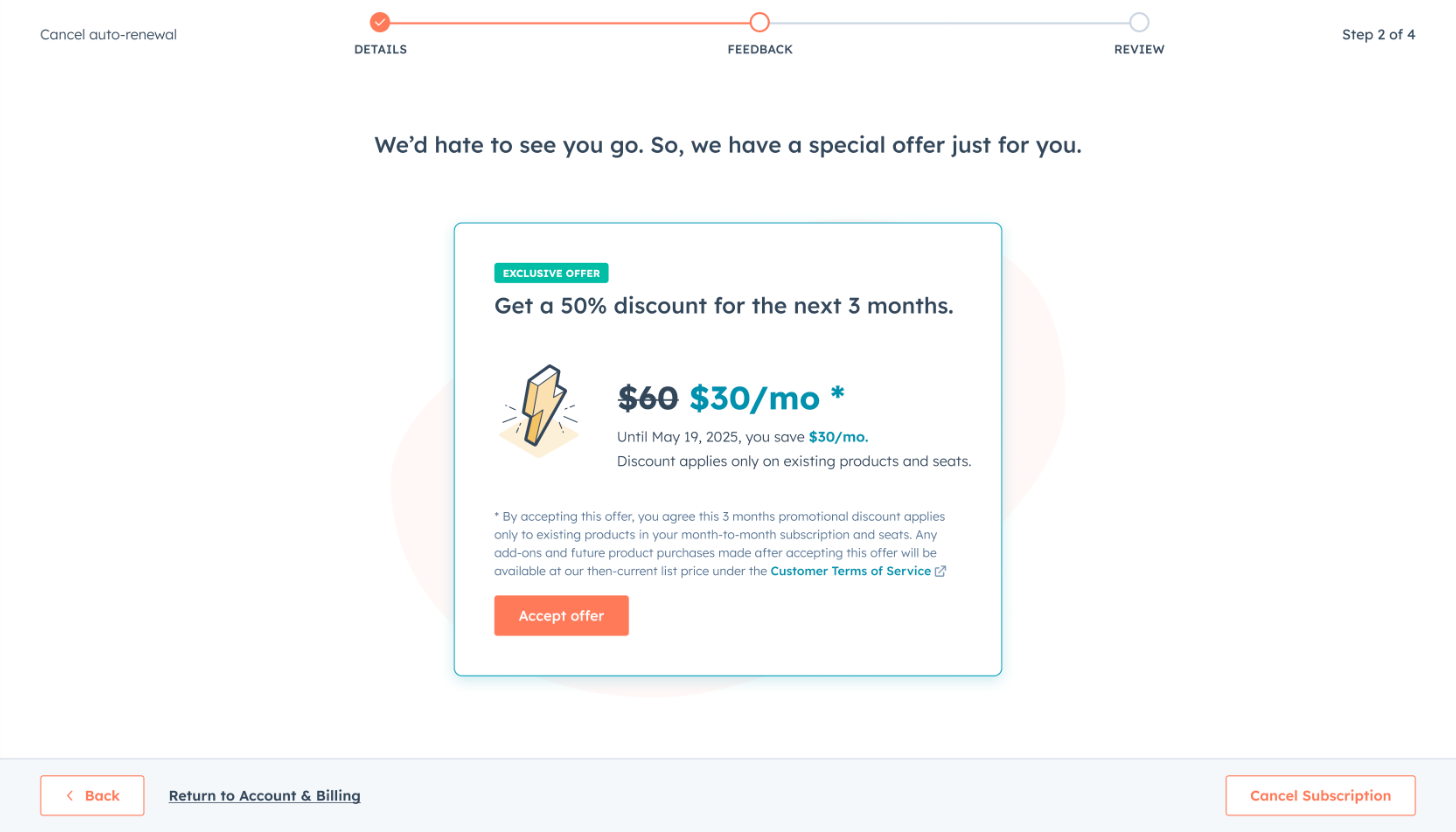 Cancel auto-renewal
DETAILS
FEEDBACK
REVIEW
Step 2 of 4
We’d hate to see you go. So, we have a special offer just for you.
EXCLUSIVE OFFER
Get a 50% discount for the next 3 months.
$60 $30/mo *
Until May 19, 2025, you save $30/mo.
Discount applies only on existing products and seats.
* By accepting this offer, you agree this 3 months promotional discount applies
only to existing products in your month-to-month subscription and seats. Any
add-ons and future product purchases made after accepting this offer will be
available at our then-current list price under the Customer Terms of Service
Accept offer
Back
Return to Account & Billing
Cancel Subscription